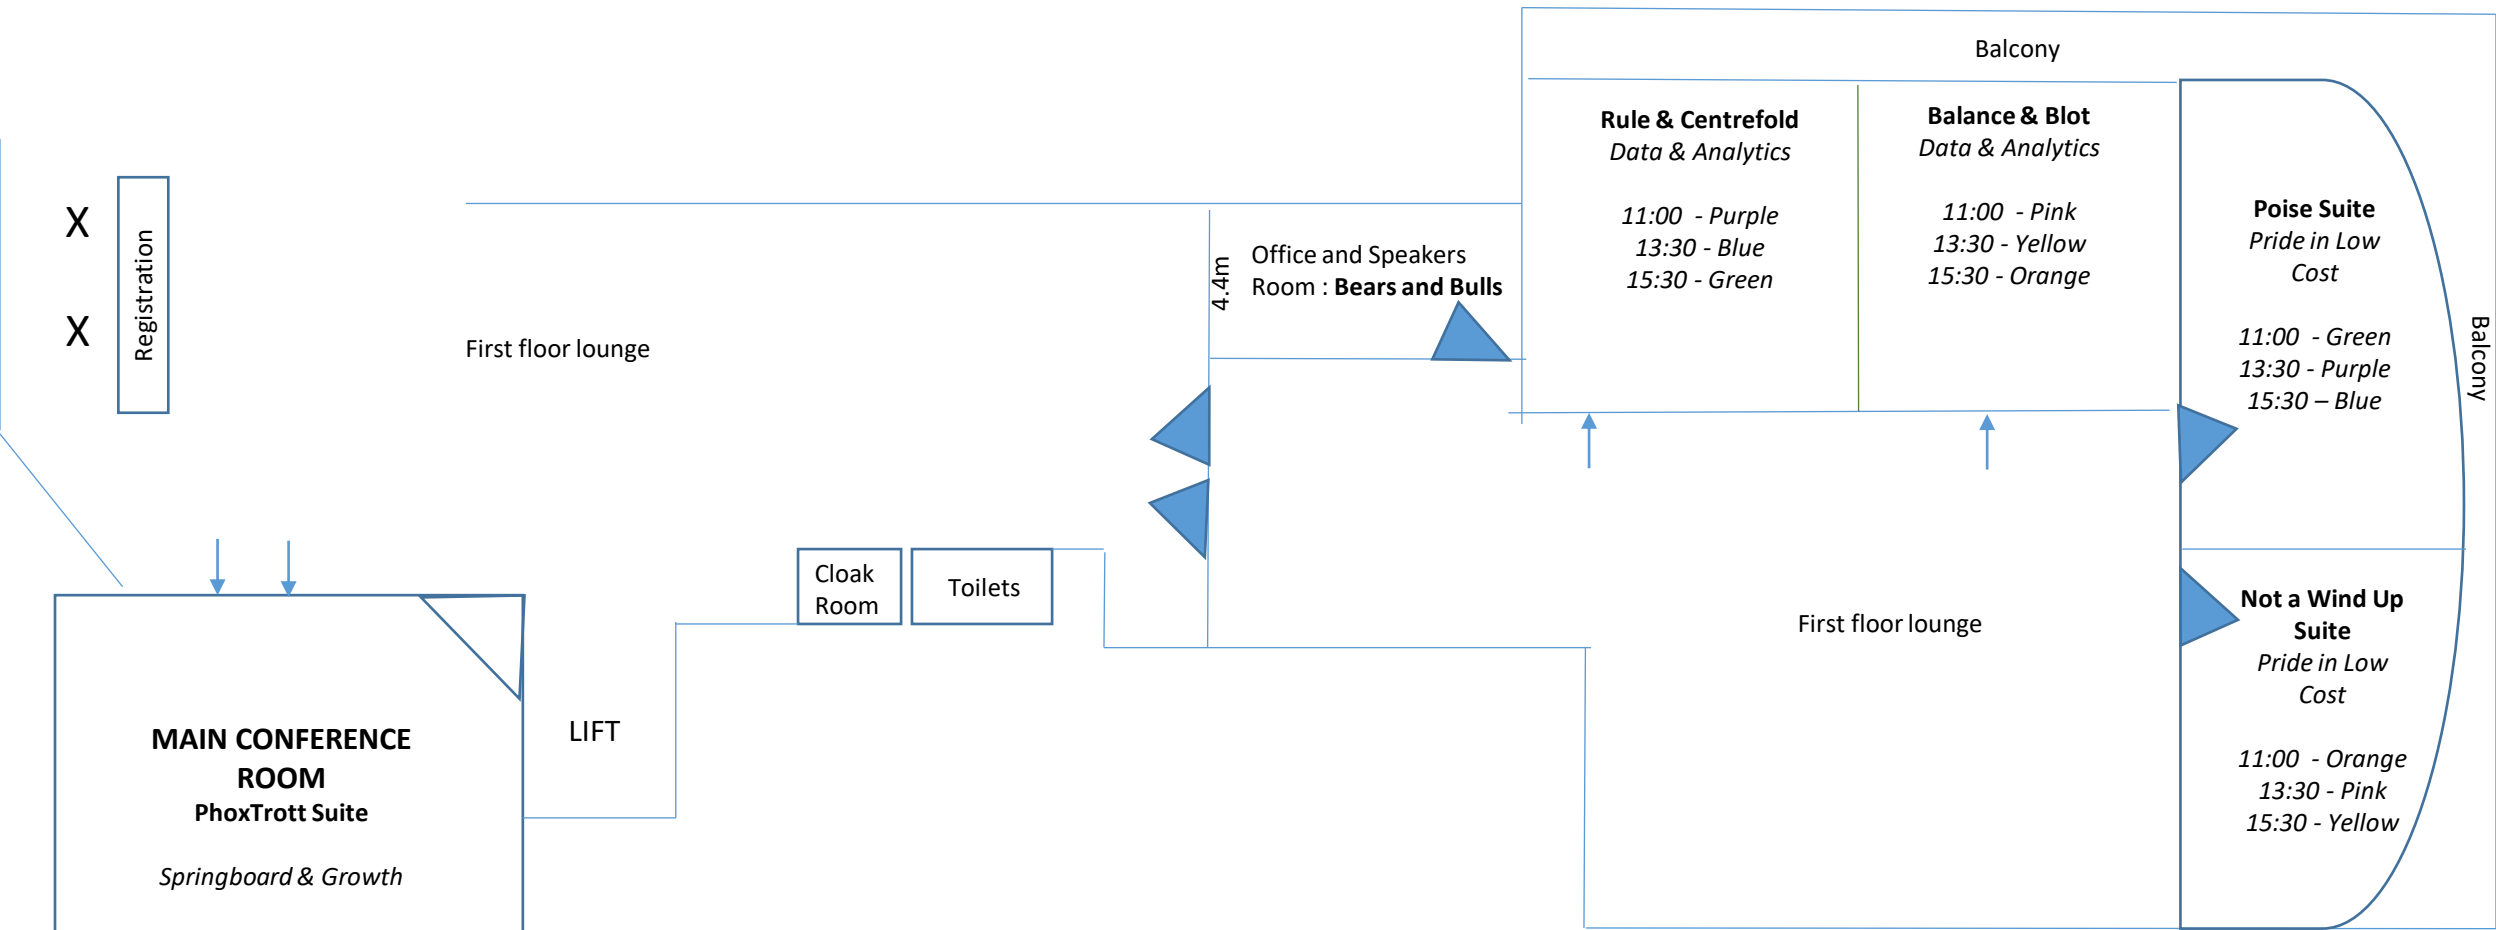 Balcony
Rule & Centrefold
Data & Analytics
11:00  - Purple
13:30 - Blue
15:30 - Green
Balance & Blot
Data & Analytics
11:00  - Pink
13:30 - Yellow
15:30 - Orange
Poise Suite
Pride in Low
Cost
11:00  - Green
13:30 - Purple
15:30 – Blue
Balcony
X
X
Registration
First floor lounge
4.4m
Office and Speakers
Room : Bears and Bulls
Cloak
Room
Toilets
First floor lounge
Not a Wind Up
Suite
Pride in Low
Cost
11:00  - Orange
13:30 - Pink
15:30 - Yellow
LIFT
MAIN CONFERENCE
ROOM
PhoxTrott Suite
Springboard & Growth